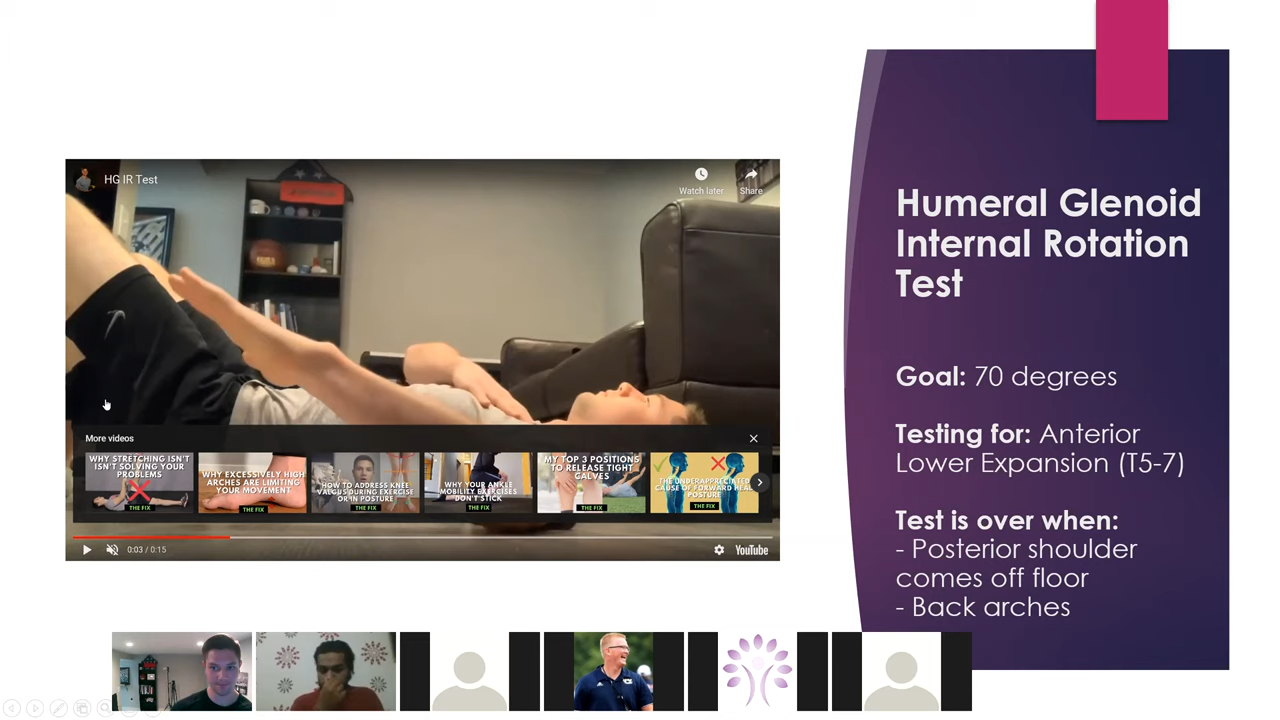 HG IR Test
Watch later
Share
More videos
WHY STRETCHING ISN'T
ISN'T SOLVING YOUR
PROBLEMS
THE FIX
WHY EXCESSIVELY HIGH
ARCHES ARE LIMITING
YOUR MOVEMENT
THE FIX
HOW TO ADDRESS KNEE
VALGUS DURING EXERCISE
OR IN POSTURE
THE FIX
WHY YOUR ANKLE
MOBILITY EXERCISES
DON'T STICK
THE FIX
MY TOP 3 POSITIONS
TO RELEASE TIGHT
CALVES
THE FIX
THE UNDERAPPRECIATED
CAUSE OF FORWARD HEAD
POSTURE
THE FIX
0:03 / 0:15
YouTube
Humeral Glenoid
Internal Rotation
Test
Goal: 70 degrees
Testing for: Anterior
Lower Expansion (T5-7)
Test is over when:
- Posterior shoulder
comes off floor
- Back arches